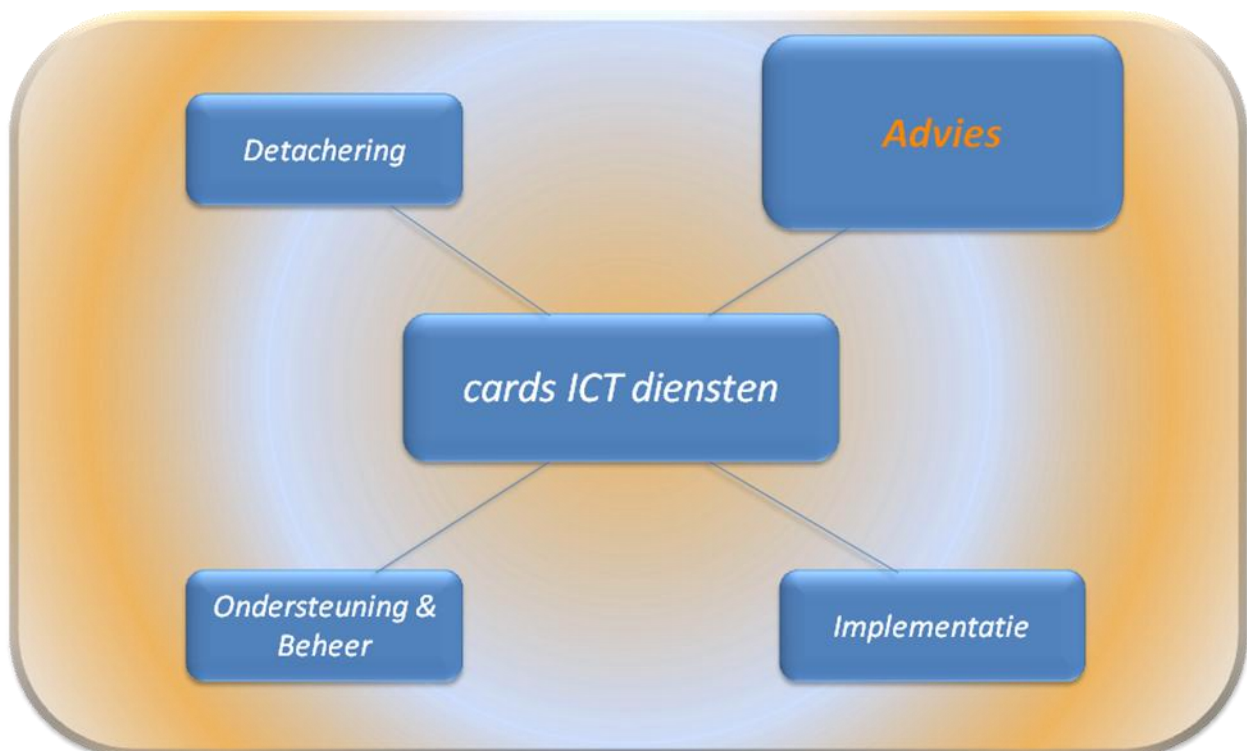 Detachering
Advies
cards ICT diensten
Ondersteuning &
Beheer
Implementatie